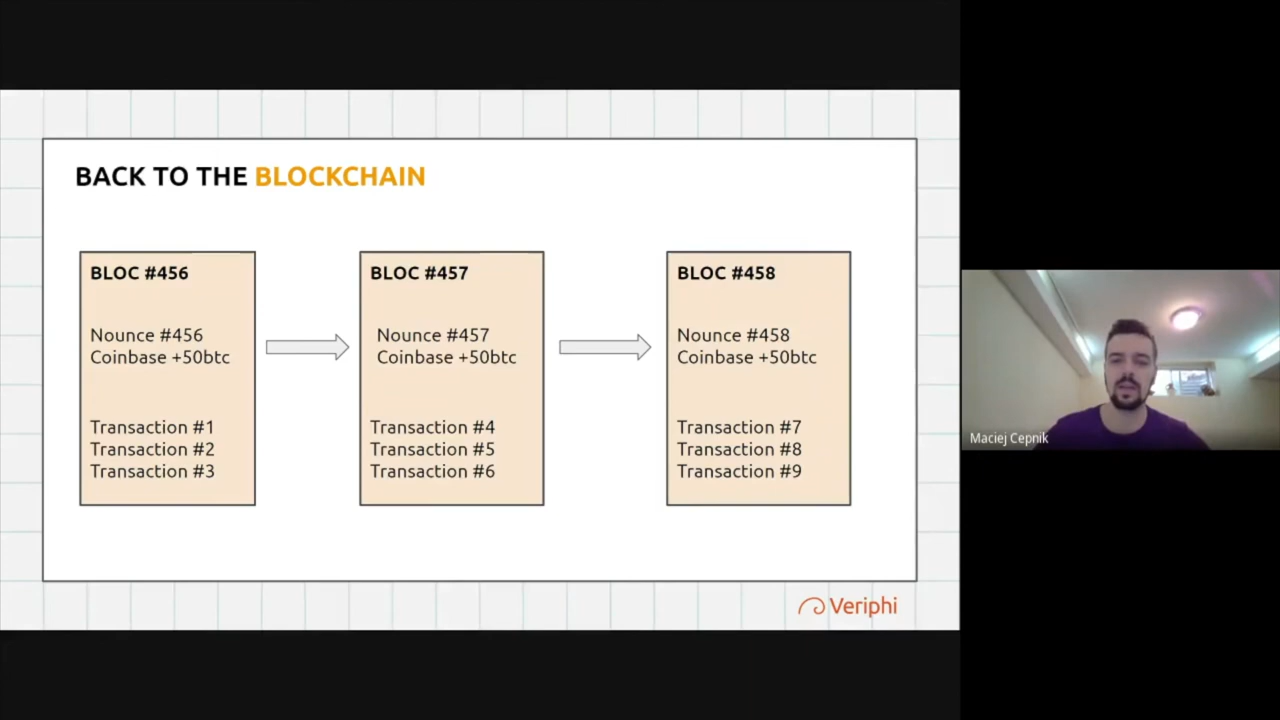 BACK TO THE BLOCKCHAIN
BLOC #456
Nounce #456
Coinbase +50btc
Transaction #1
Transaction #2
Transaction #3
BLOC #457
Nounce #457
Coinbase +50btc
Transaction #4
Transaction #5
Transaction #6
BLOC #458
Nounce #458
Coinbase +50btc
Transaction #7
Transaction #8
Transaction #9
Veriphi
Maciej Cepnik